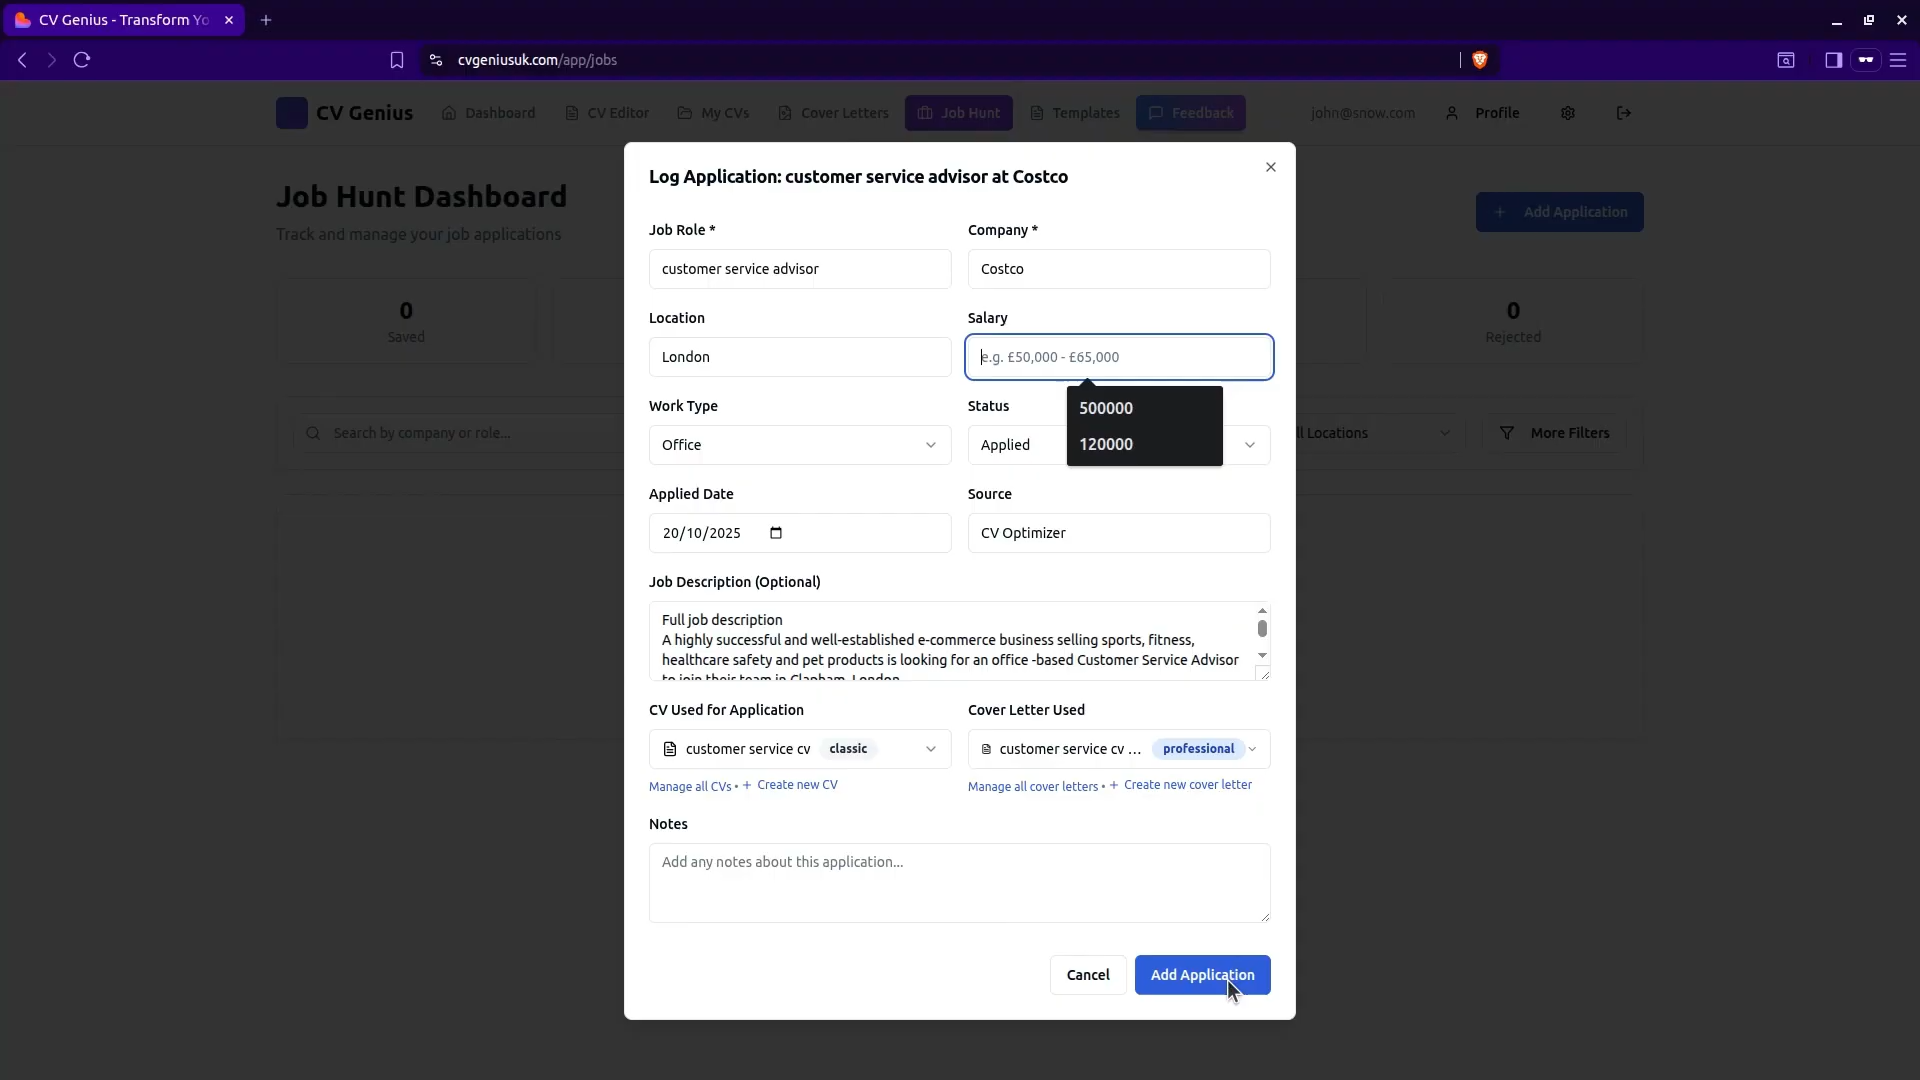 CV Genius - Transform Yo
cvgeniusuk.com/app/jobs
CV Genius
Dashboard
CV Editor
My CVs
Cover Letters
Job Hunt
Templates
Feedback
john@snow.com
Profile
Job Hunt Dashboard
Track and manage your job applications
Add Application
0
Saved
0
Rejected
Search by company or role...
ll Locations
More Filters
Log Application: customer service advisor at Costco
Job Role *
Company *
customer service advisor
Costco
Location
Salary
London
e.g. £50,000 - £65,000
500000
120000
Work Type
Status
Office
Applied
Applied Date
Source
20/10/2025
CV Optimizer
Job Description (Optional)
Full job description
A highly successful and well-established e-commerce business selling sports, fitness,
healthcare safety and pet products is looking for an office -based Customer Service Advisor
to join their team in Clapham, London
CV Used for Application
Cover Letter Used
customer service cv classic
customer service cv ... professional
Manage all CVs • + Create new CV
Manage all cover letters • + Create new cover letter
Notes
Add any notes about this application...
Cancel
Add Application